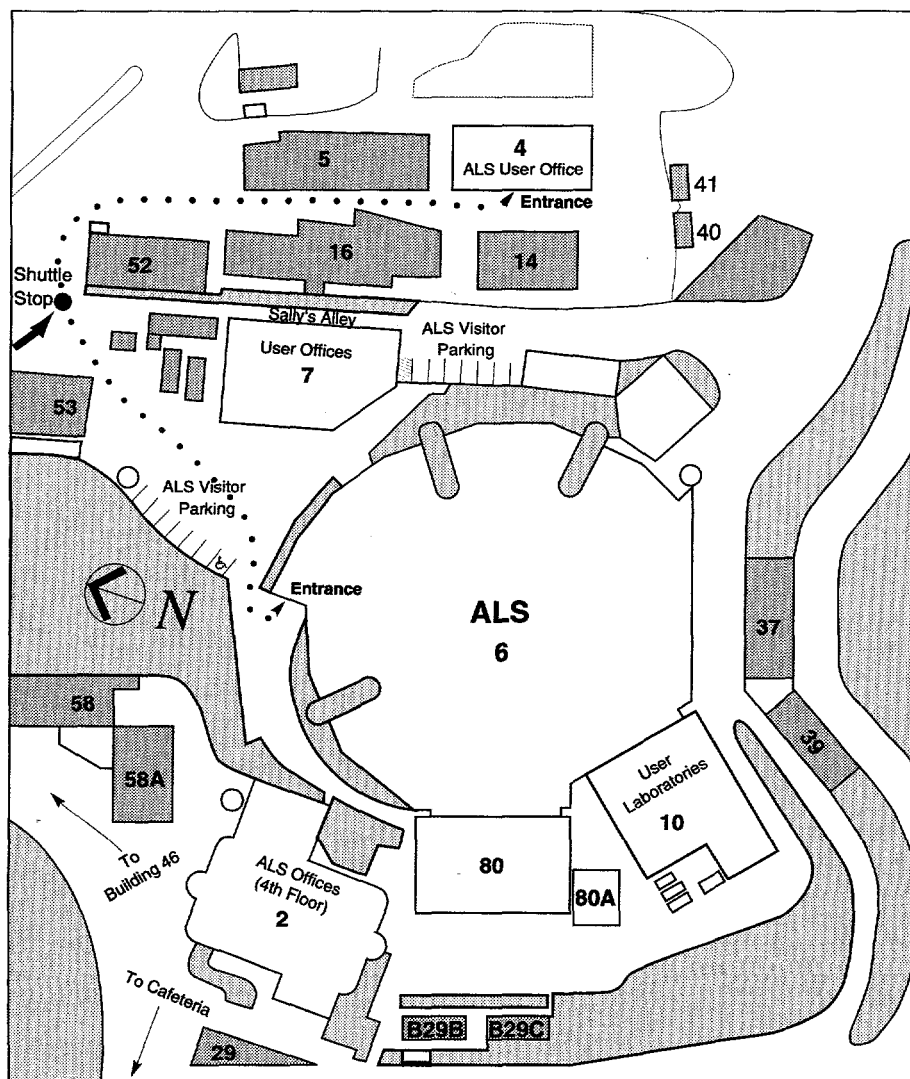 5
4
ALS User Office
Entrance
41
40
52
16
14
Shuttle
Stop
Sally's Alley
User Offices
7
ALS Visitor
Parking
53
ALS Visitor
Parking
Entrance
N
ALS
6
37
39
58
58A
User
Laboratories
10
To
Building 46
ALS Offices
(4th Floor)
2
80
80A
To Cafeteria
29
B29B
B29C